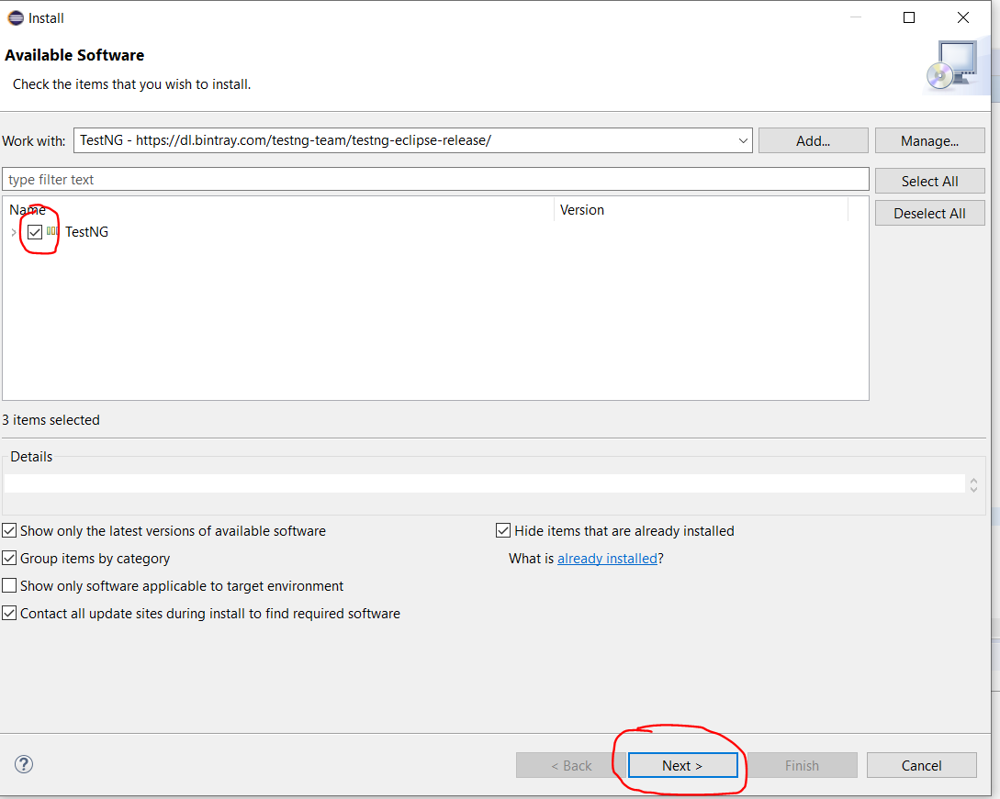 Install
Available Software
Check the items that you wish to install.
Work with: TestNG - https://dl.bintray.com/testng-team/testng-eclipse-release/ Add... Manage...
type filter text Select All
Name Version Deselect All
TestNG
3 items selected
Details
Show only the latest versions of available software Hide items that are already installed
Group items by category What is already installed?
Show only software applicable to target environment
Contact all update sites during install to find required software
? < Back Next > Finish Cancel